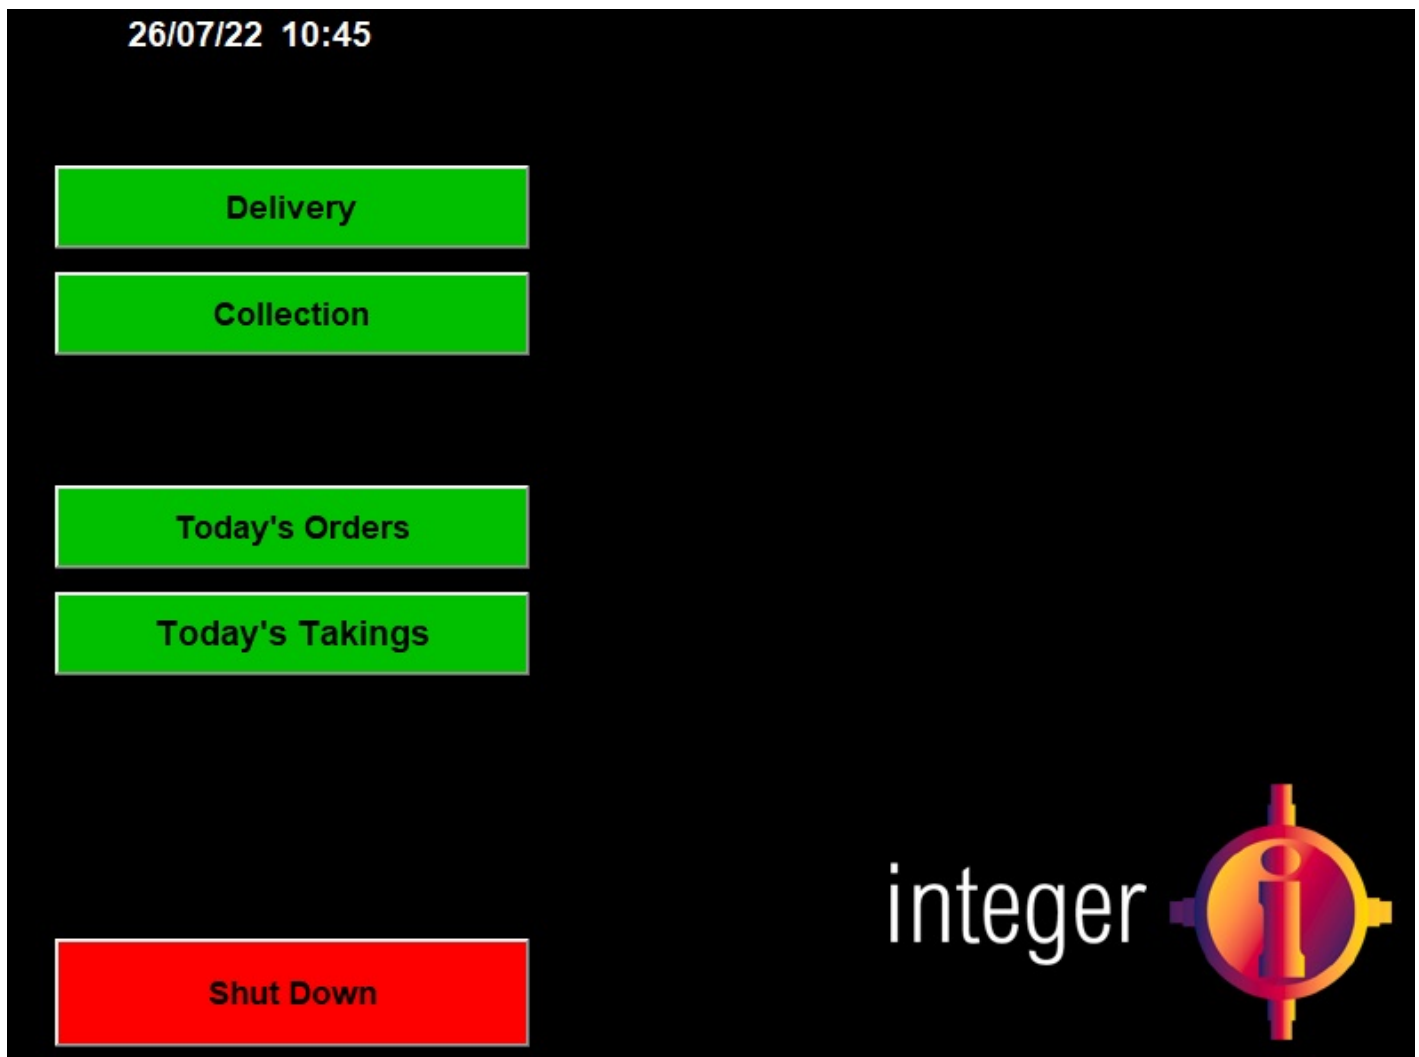 26/07/22 10:45
Delivery
Collection
Today's Orders
Today's Takings
Shut Down
integer
i